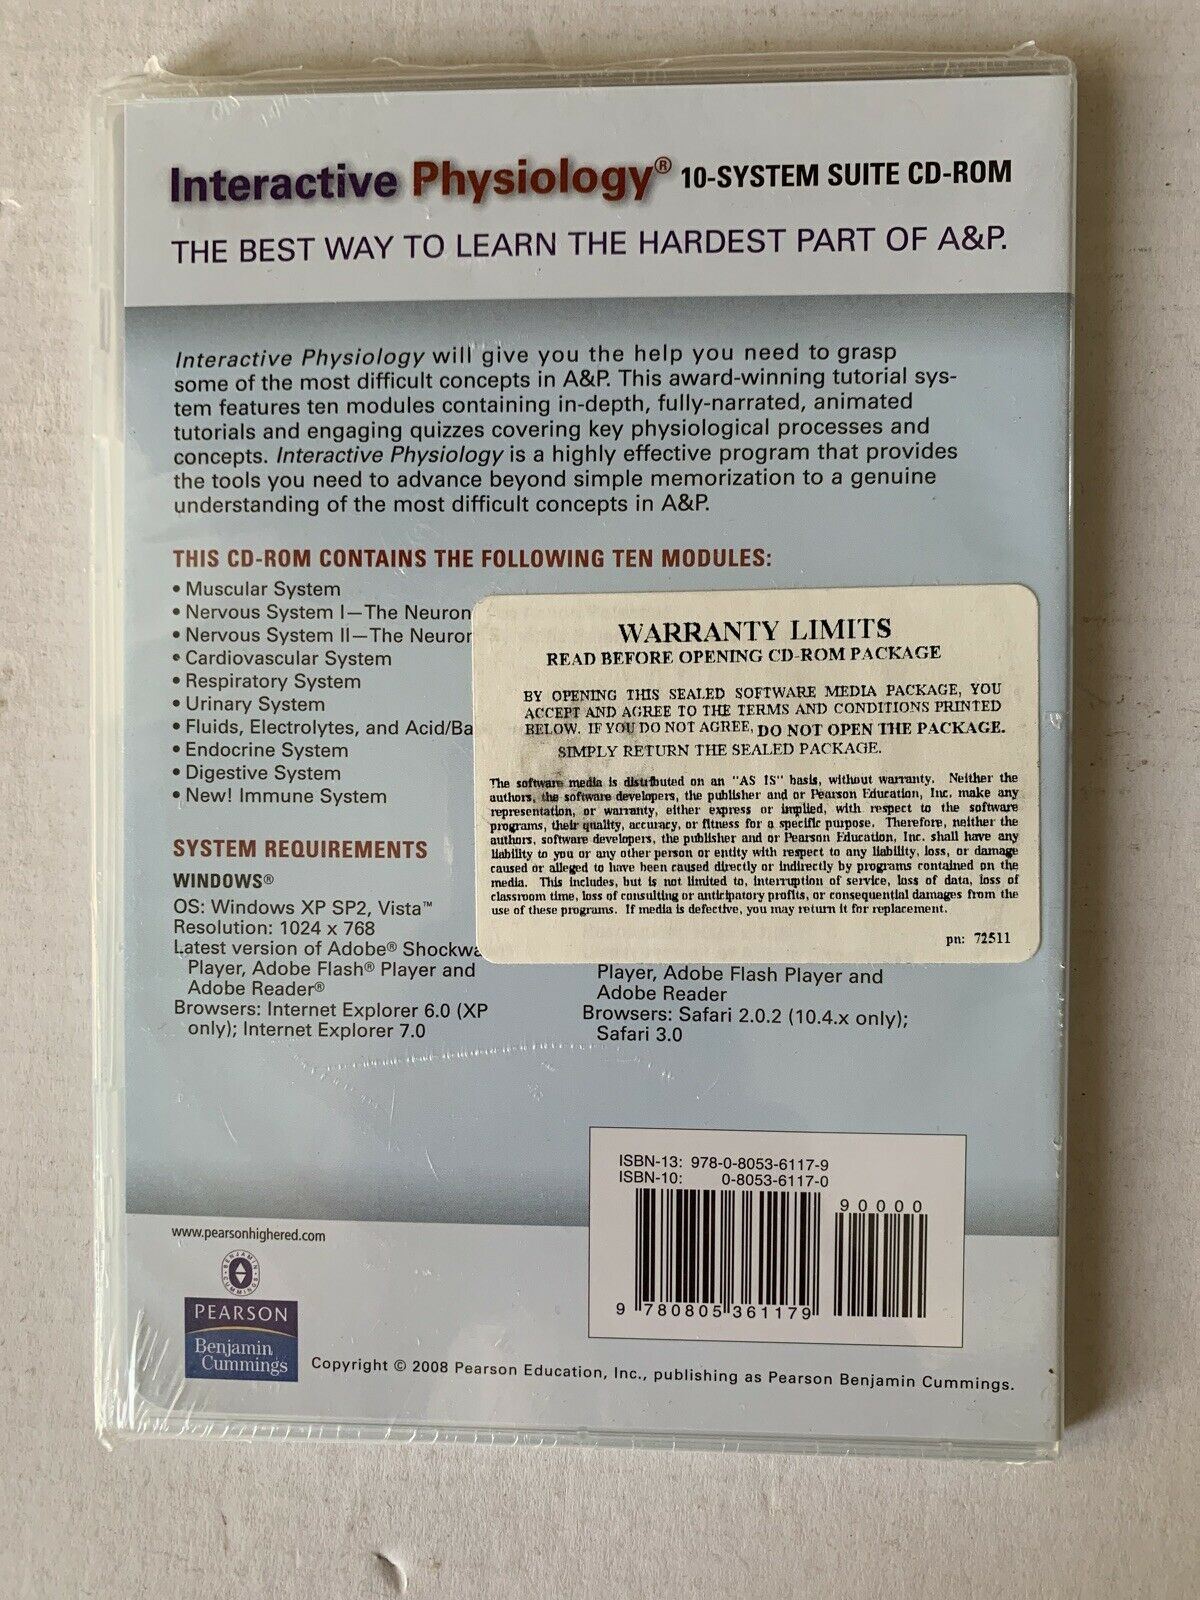 Interactive Physiology® 10-SYSTEM SUITE CD-ROM
THE BEST WAY TO LEARN THE HARDEST PART OF A&P.
Interactive Physiology will give you the help you need to grasp
some of the most difficult concepts in A&P. This award-winning tutorial sys-
tem features ten modules containing in-depth, fully-narrated, animated
tutorials and engaging quizzes covering key physiological processes and
concepts. Interactive Physiology is a highly effective program that provides
the tools you need to advance beyond simple memorization to a genuine
understanding of the most difficult concepts in A&P.
THIS CD-ROM CONTAINS THE FOLLOWING TEN MODULES:
• Muscular System
• Nervous System I—The Neuron
• Nervous System II—The Neuron
• Cardiovascular System
• Respiratory System
• Urinary System
• Fluids, Electrolytes, and Acid/Ba
• Endocrine System
• Digestive System
• New! Immune System
SYSTEM REQUIREMENTS
WINDOWS®
OS: Windows XP SP2, Vista™
Resolution: 1024 x 768
Latest version of Adobe® Shockwa
Player, Adobe Flash® Player and
Adobe Reader®
Browsers: Internet Explorer 6.0 (XP
only); Internet Explorer 7.0
WARRANTY LIMITS
READ BEFORE OPENING CD-ROM PACKAGE
BY OPENING THIS SEALED SOFTWARE MEDIA PACKAGE, YOU
ACCEPT AND AGREE TO THE TERMS AND CONDITIONS PRINTED
BELOW. IF YOU DO NOT AGREE, DO NOT OPEN THE PACKAGE.
SIMPLY RETURN THE SEALED PACKAGE.
The software media is distributed on an "AS IS" basis, without warranty. Neither the
authors, the software developers, the publisher and or Pearson Education, Inc. make any
representation, or warranty, either express or implied, with respect to the software
programs, their quality, accuracy, or fitness for a specific purpose. Therefore, neither the
authors, software developers, the publisher and or Pearson Education, Inc. shall have any
liability to you or any other person or entity with respect to any liability, loss, or damage
caused or alleged to have been caused directly or indirectly by programs contained on the
media. This includes, but is not limited to, interruption of service, loss of data, loss of
classroom time, loss of consulting or anticipatory profits, or consequential damages from the
use of these programs. If media is defective, you may return it for replacement.
pn: 72511
Player, Adobe Flash Player and
Adobe Reader
Browsers: Safari 2.0.2 (10.4.x only);
Safari 3.0
ISBN-13: 978-0-8053-6117-9
ISBN-10: 0-8053-6117-0
90000
9 780805 361179
www.pearsonhighered.com
BENJAMIN CUMMINGS
PEARSON
Benjamin
Cummings
Copyright © 2008 Pearson Education, Inc., publishing as Pearson Benjamin Cummings.